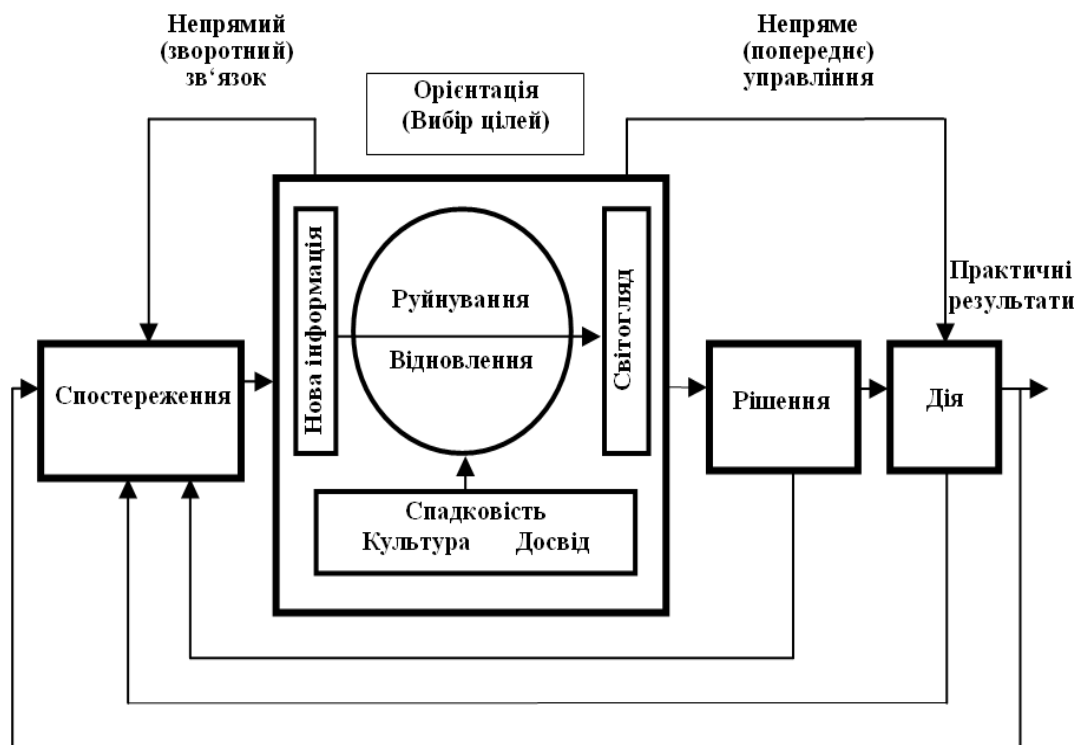 Непрямий
(зворотний)
зв‘язок
Непряме
(попереднє)
управління
Орієнтація
(Вибір цілей)
Нова інформація
Руйнування
Відновлення
Світогляд
Практичні
результати
Спостереження
Рішення
Дія
Спадковість
Культура Досвід